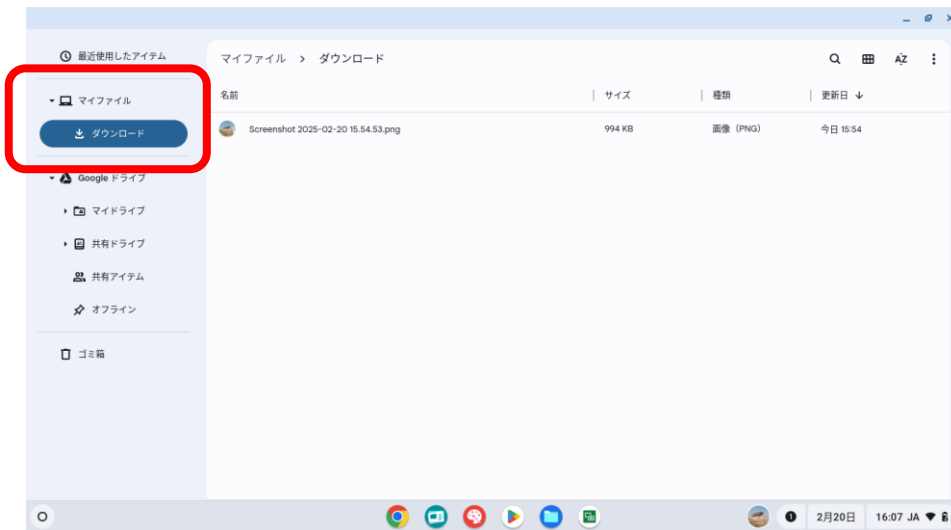 最近使用したアイテム
マイファイル
ダウンロード
Google ドライブ
マイドライブ
共有ドライブ
共有アイテム
オフライン
ゴミ箱
マイファイル > ダウンロード
AZ
名前 サイズ 種類 更新日
Screenshot 2025-02-20 15.54.53.png 994 KB 画像 (PNG) 今日 15:54
1 2月20日 16:07 JA